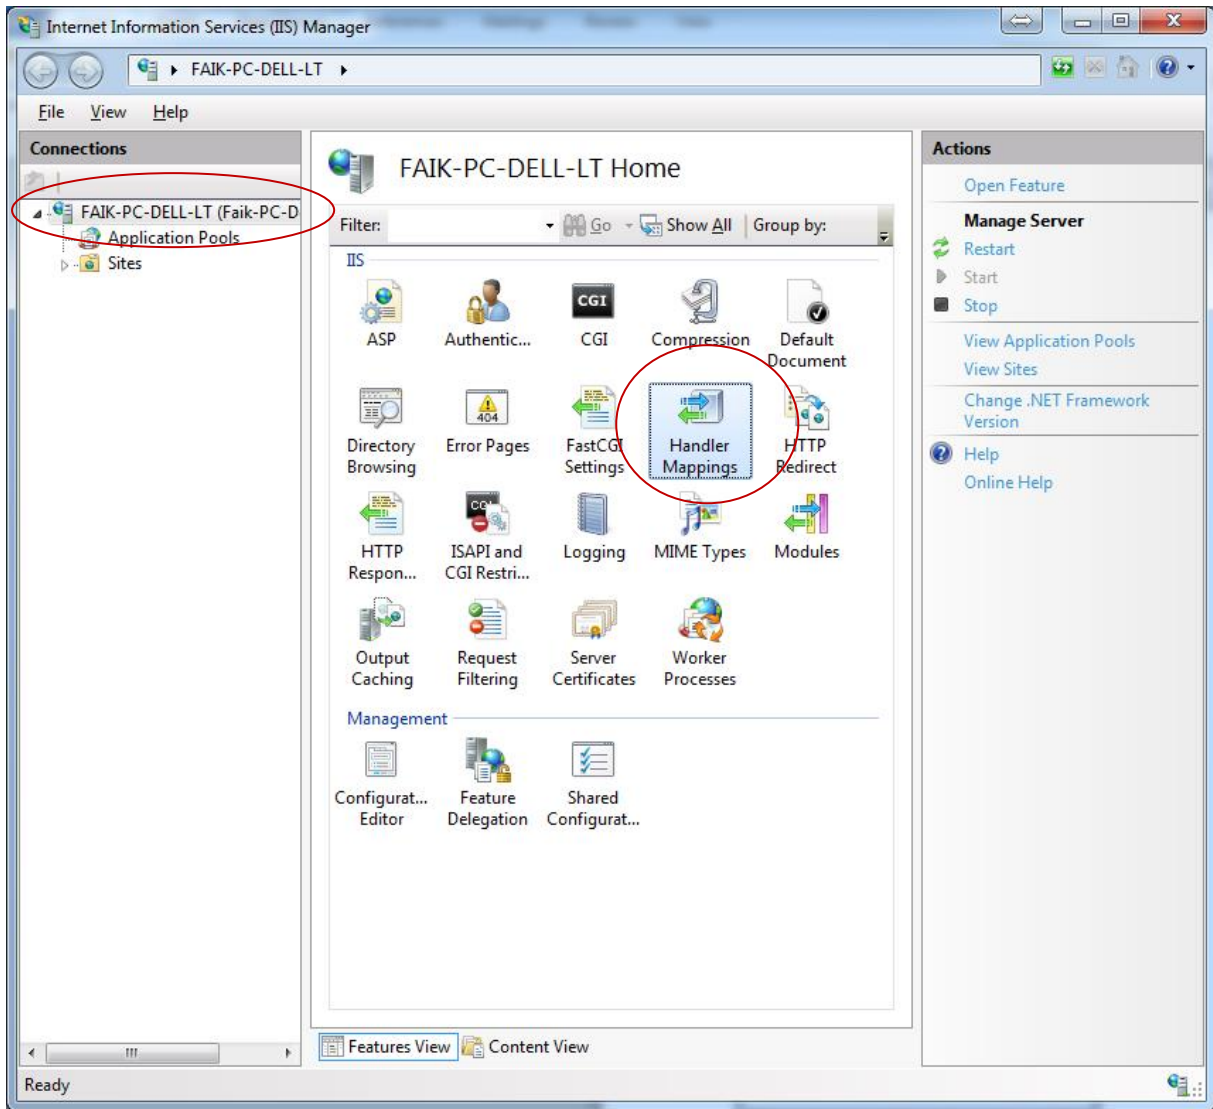 Internet Information Services (IIS) Manager
FAIK-PC-DELL-LT
File View Help
Connections
FAIK-PC-DELL-LT (Faik-PC-D
Application Pools
Sites
FAIK-PC-DELL-LT Home
Filter: Go Show All Group by:
IIS
ASP
Authentic...
CGI
Compression
Default
Document
Directory
Browsing
Error Pages
404
FastCGI
Settings
Handler
Mappings
HTTP
Redirect
HTTP
Respon...
ISAPI and
CGI Restri...
Logging
MIME Types
Modules
Output
Caching
Request
Filtering
Server
Certificates
Worker
Processes
Management
Configurat...
Editor
Feature
Delegation
Shared
Configurat...
Features View Content View
Actions
Open Feature
Manage Server
Restart
Start
Stop
View Application Pools
View Sites
Change .NET Framework
Version
Help
Online Help
Ready